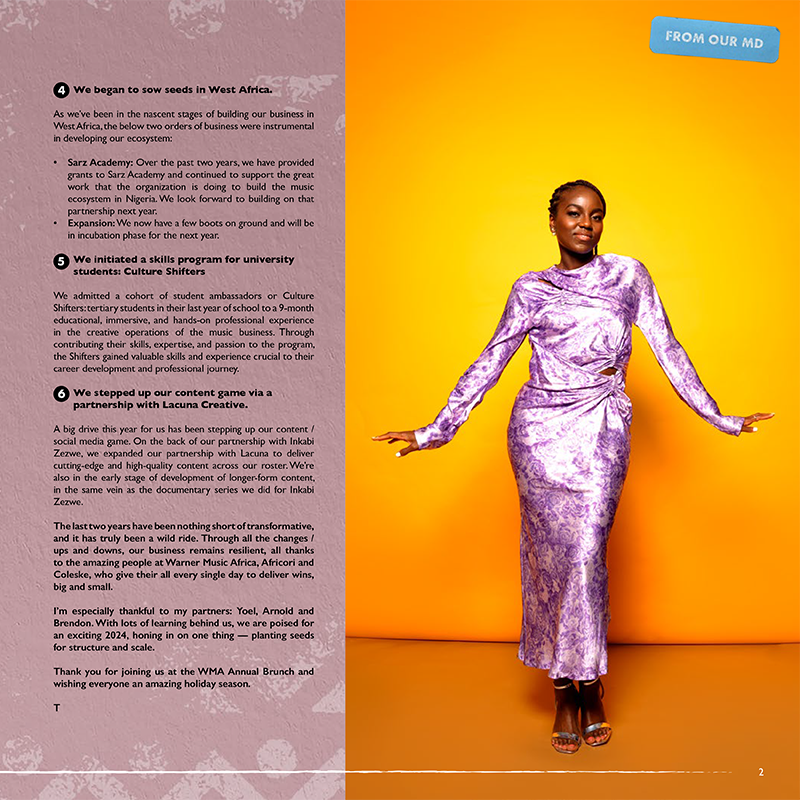 FROM OUR MD
4 We began to sow seeds in West Africa.
As we've been in the nascent stages of building our business in
West Africa, the below two orders of business were instrumental
in developing our ecosystem:
• Sarz Academy: Over the past two years, we have provided
grants to Sarz Academy and continued to support the great
work that the organization is doing to build the music
ecosystem in Nigeria. We look forward to building on that
partnership next year.
• Expansion: We now have a few boots on ground and will be
in incubation phase for the next year.
5 We initiated a skills program for university
students: Culture Shifters
We admitted a cohort of student ambassadors or Culture
Shifters: tertiary students in their last year of school to a 9-month
educational, immersive, and hands-on professional experience
in the creative operations of the music business. Through
contributing their skills, expertise, and passion to the program,
the Shifters gained valuable skills and experience crucial to their
career development and professional journey.
6 We stepped up our content game via a
partnership with Lacuna Creative.
A big drive this year for us has been stepping up our content /
social media game. On the back of our partnership with Inkabi
Zezwe, we expanded our partnership with Lacuna to deliver
cutting-edge and high-quality content across our roster. We're
also in the early stage of development of longer-form content,
in the same vein as the documentary series we did for Inkabi
Zezwe.
The last two years have been nothing short of transformative,
and it has truly been a wild ride. Through all the changes /
ups and downs, our business remains resilient, all thanks
to the amazing people at Warner Music Africa, Africori and
Coleske, who give their all every single day to deliver wins,
big and small.
I'm especially thankful to my partners: Yoel, Arnold and
Brendon. With lots of learning behind us, we are poised for
an exciting 2024, honing in on one thing — planting seeds
for structure and scale.
Thank you for joining us at the WMA Annual Brunch and
wishing everyone an amazing holiday season.
T
2